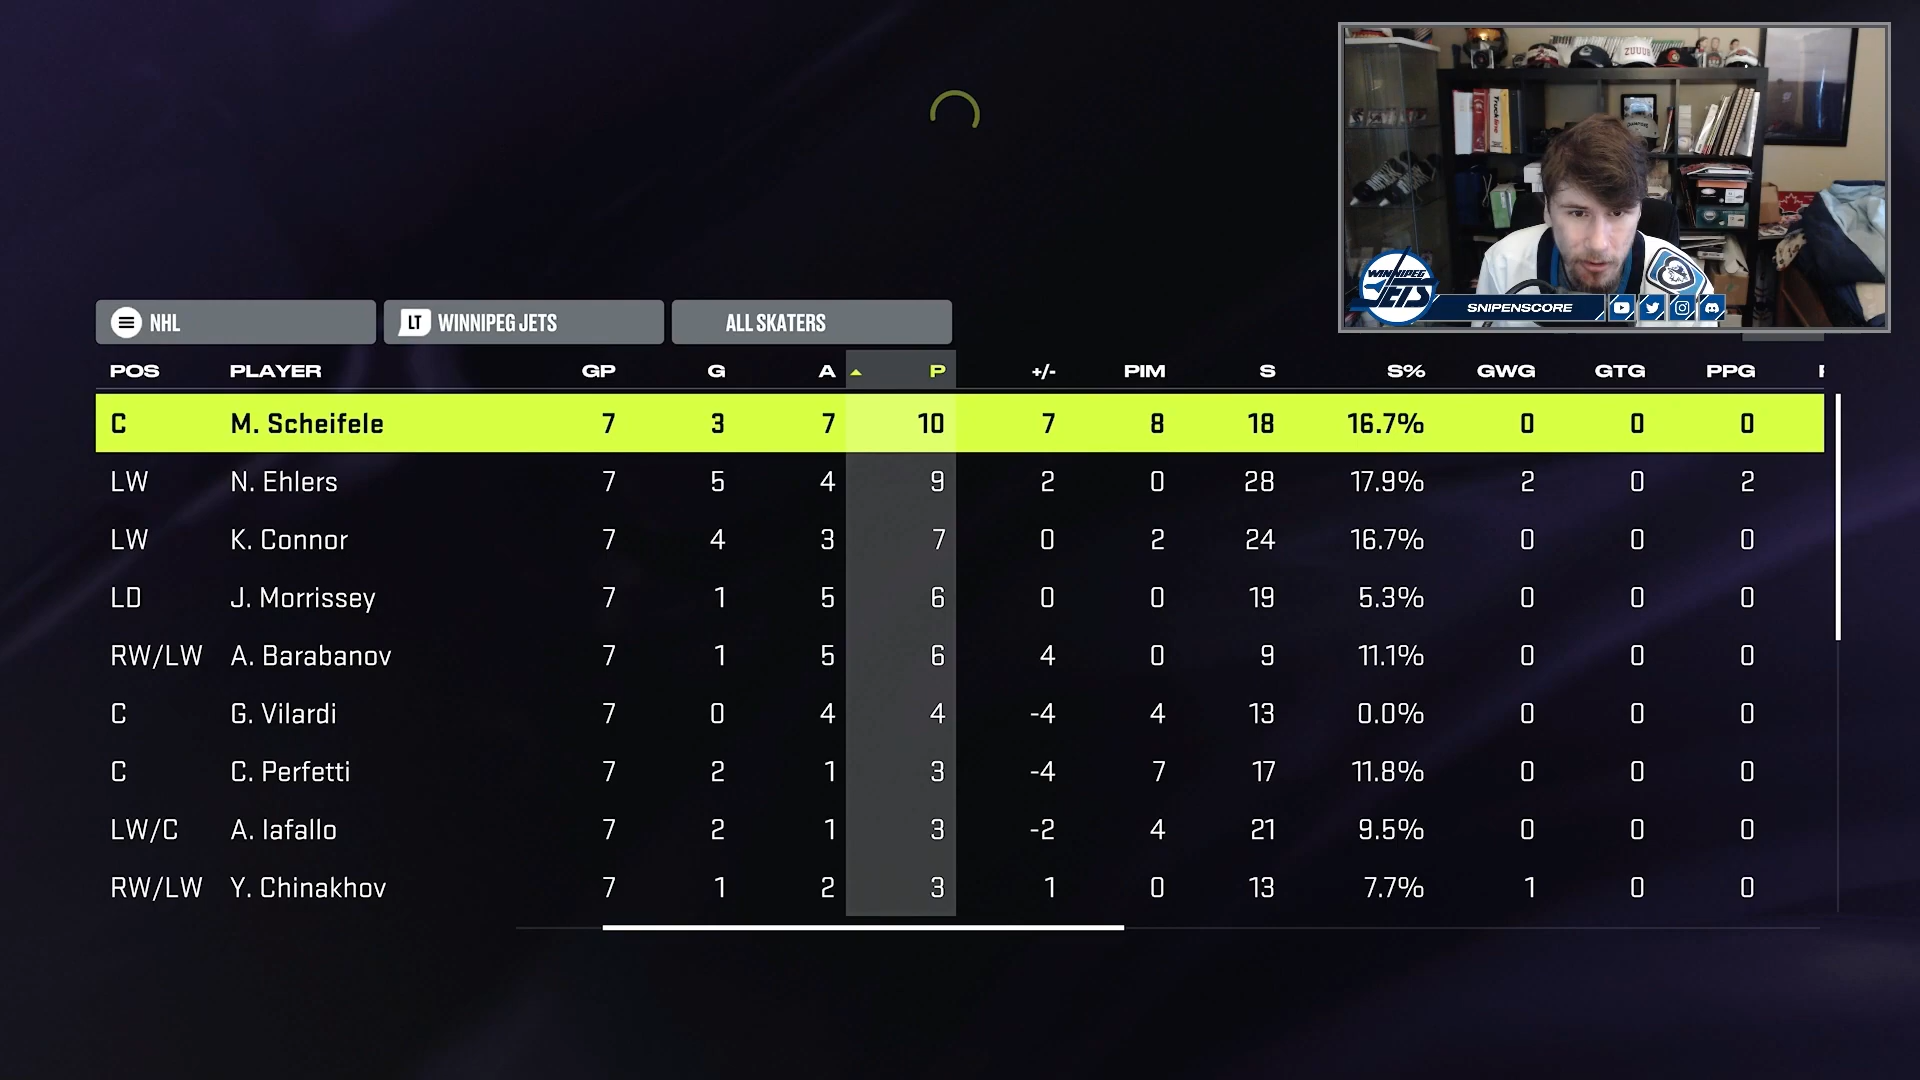 ZUUUB
Truckline
WINNIPEG
JETS
SNIPENSCORE
NHL
LT WINNIPEG JETS
ALL SKATERS
POS PLAYER GP G A P +/- PIM S S% GWG GTG PPG
C M. Scheifele 7 3 7 10 7 8 18 16.7% 0 0 0
LW N. Ehlers 7 5 4 9 2 0 28 17.9% 2 0 2
LW K. Connor 7 4 3 7 0 2 24 16.7% 0 0 0
LD J. Morrissey 7 1 5 6 0 0 19 5.3% 0 0 0
RW/LW A. Barabanov 7 1 5 6 4 0 9 11.1% 0 0 0
C G. Vilardi 7 0 4 4 -4 4 13 0.0% 0 0 0
C C. Perfetti 7 2 1 3 -4 7 17 11.8% 0 0 0
LW/C A. Iafallo 7 2 1 3 -2 4 21 9.5% 0 0 0
RW/LW Y. Chinakhov 7 1 2 3 1 0 13 7.7% 1 0 0